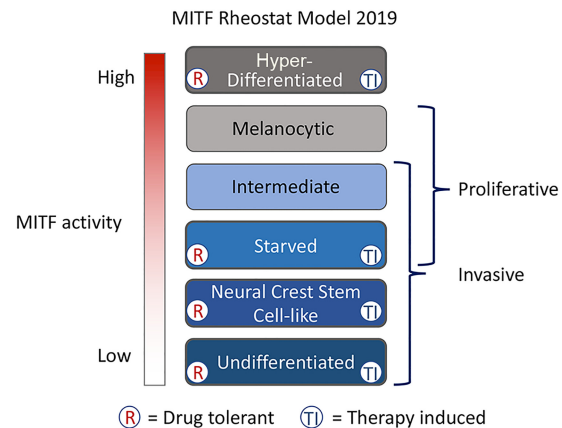 MITF Rheostat Model 2019
High
Hyper-
Differentiated
R
TI
Melanocytic
Intermediate
Proliferative
MITF activity
Starved
R
TI
Invasive
Neural Crest Stem
Cell-like
R
TI
Low
Undifferentiated
R
TI
R = Drug tolerant TI = Therapy induced